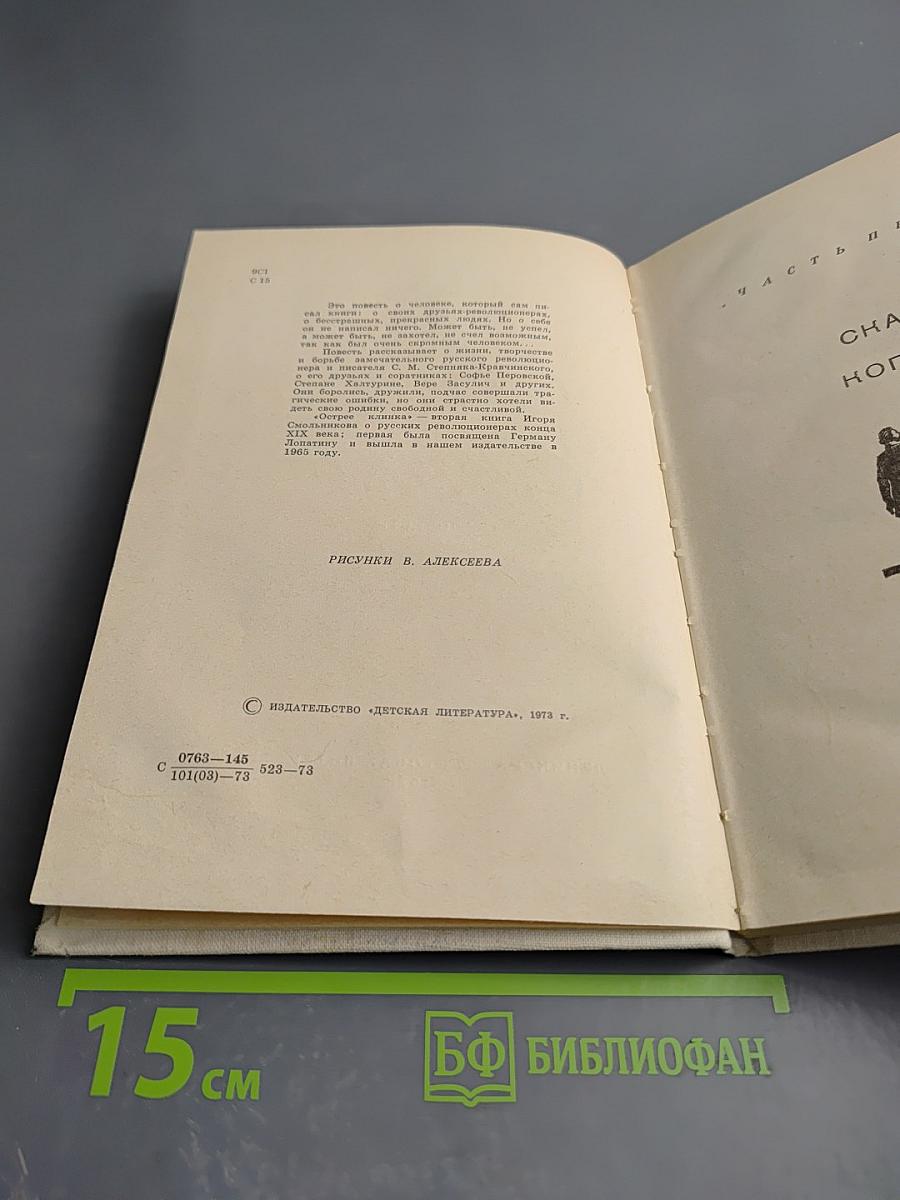 9С1
С 15
Это повесть о человеке, который сам пи-
сал книги: о своих друзьях-революционерах,
о бесстрашных, прекрасных людях. Но о себе
он не написал ничего. Может быть, не успел,
а может быть, не захотел, не счел возможным,
так как был очень скромным человеком...
Повесть рассказывает о жизни, творчестве
и борьбе замечательного русского революцио-
нера и писателя С. М. Степняка-Кравчинского,
о его друзьях и соратниках: Софье Перовской,
Степане Халтурине, Вере Засулич и других.
Они боролись, дружили, подчас совершали тра-
гические ошибки, но они страстно хотели ви-
деть свою родину свободной и счастливой.
«Острее клинка» — вторая книга Игоря
Смольникова о русских революционерах конца
XIX века; первая была посвящена Герману
Лопатину и вышла в нашем издательстве в
1965 году.
РИСУНКИ В. АЛЕКСЕЕВА
© ИЗДАТЕЛЬСТВО «ДЕТСКАЯ ЛИТЕРАТУРА», 1973 г.
С 0763—145
101(03)—73 523—73
ЧАСТЬ
15 см
БФ БИБЛИОФАН